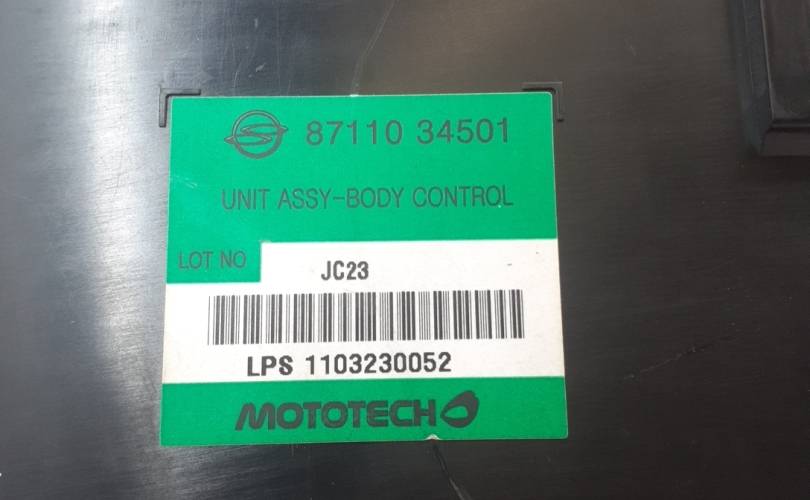 87110 34501
UNIT ASSY-BODY CONTROL
LOT NO JC23
LPS 1103230052
MOTOTECH